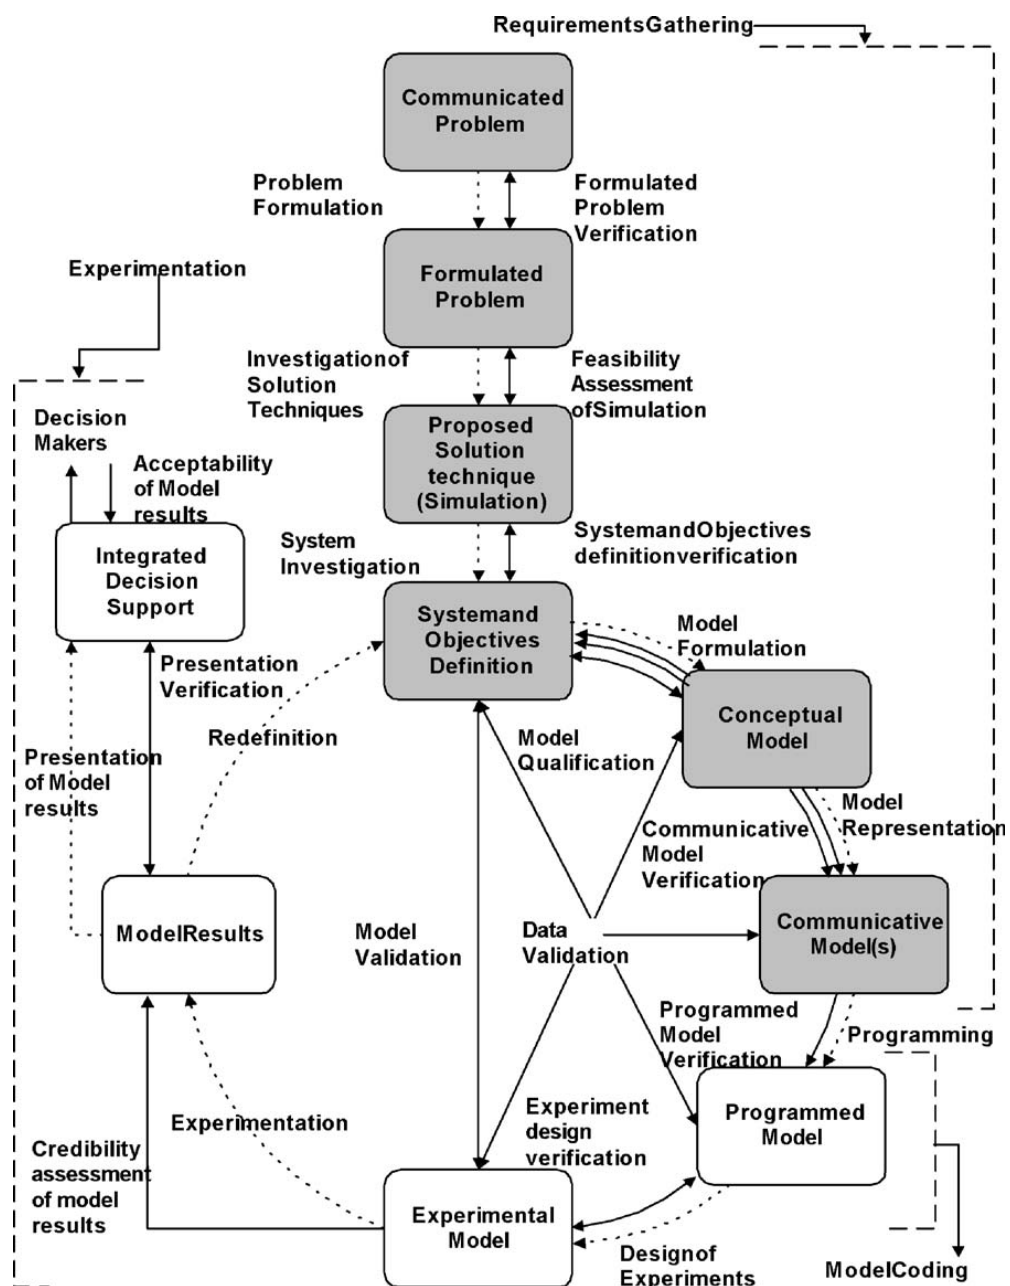 RequirementsGathering
Communicated
Problem
Problem
Formulation
Formulated
Problem
Verification
Experimentation
Formulated
Problem
Investigationof
Solution
Techniques
Feasibility
Assessment
ofSimulation
Decision
Makers
Proposed
Solution
technique
(Simulation)
Acceptability
of Model
results
System
Investigation
SystemandObjectives
definitionverification
Integrated
Decision
Support
Systemand
Objectives
Definition
Model
Formulation
Presentation
Verification
Redefinition
Conceptual
Model
Model
Qualification
Presentation
of Model
results
Model
Representation
Communicative
Model
Verification
ModelResults
Model
Validation
Data
Validation
Communicative
Model(s)
Programmed
Model
Verification
Programming
Experimentation
Experiment
design
verification
Programmed
Model
Credibility
assessment
of model
results
Experimental
Model
Designof
Experiments
ModelCoding